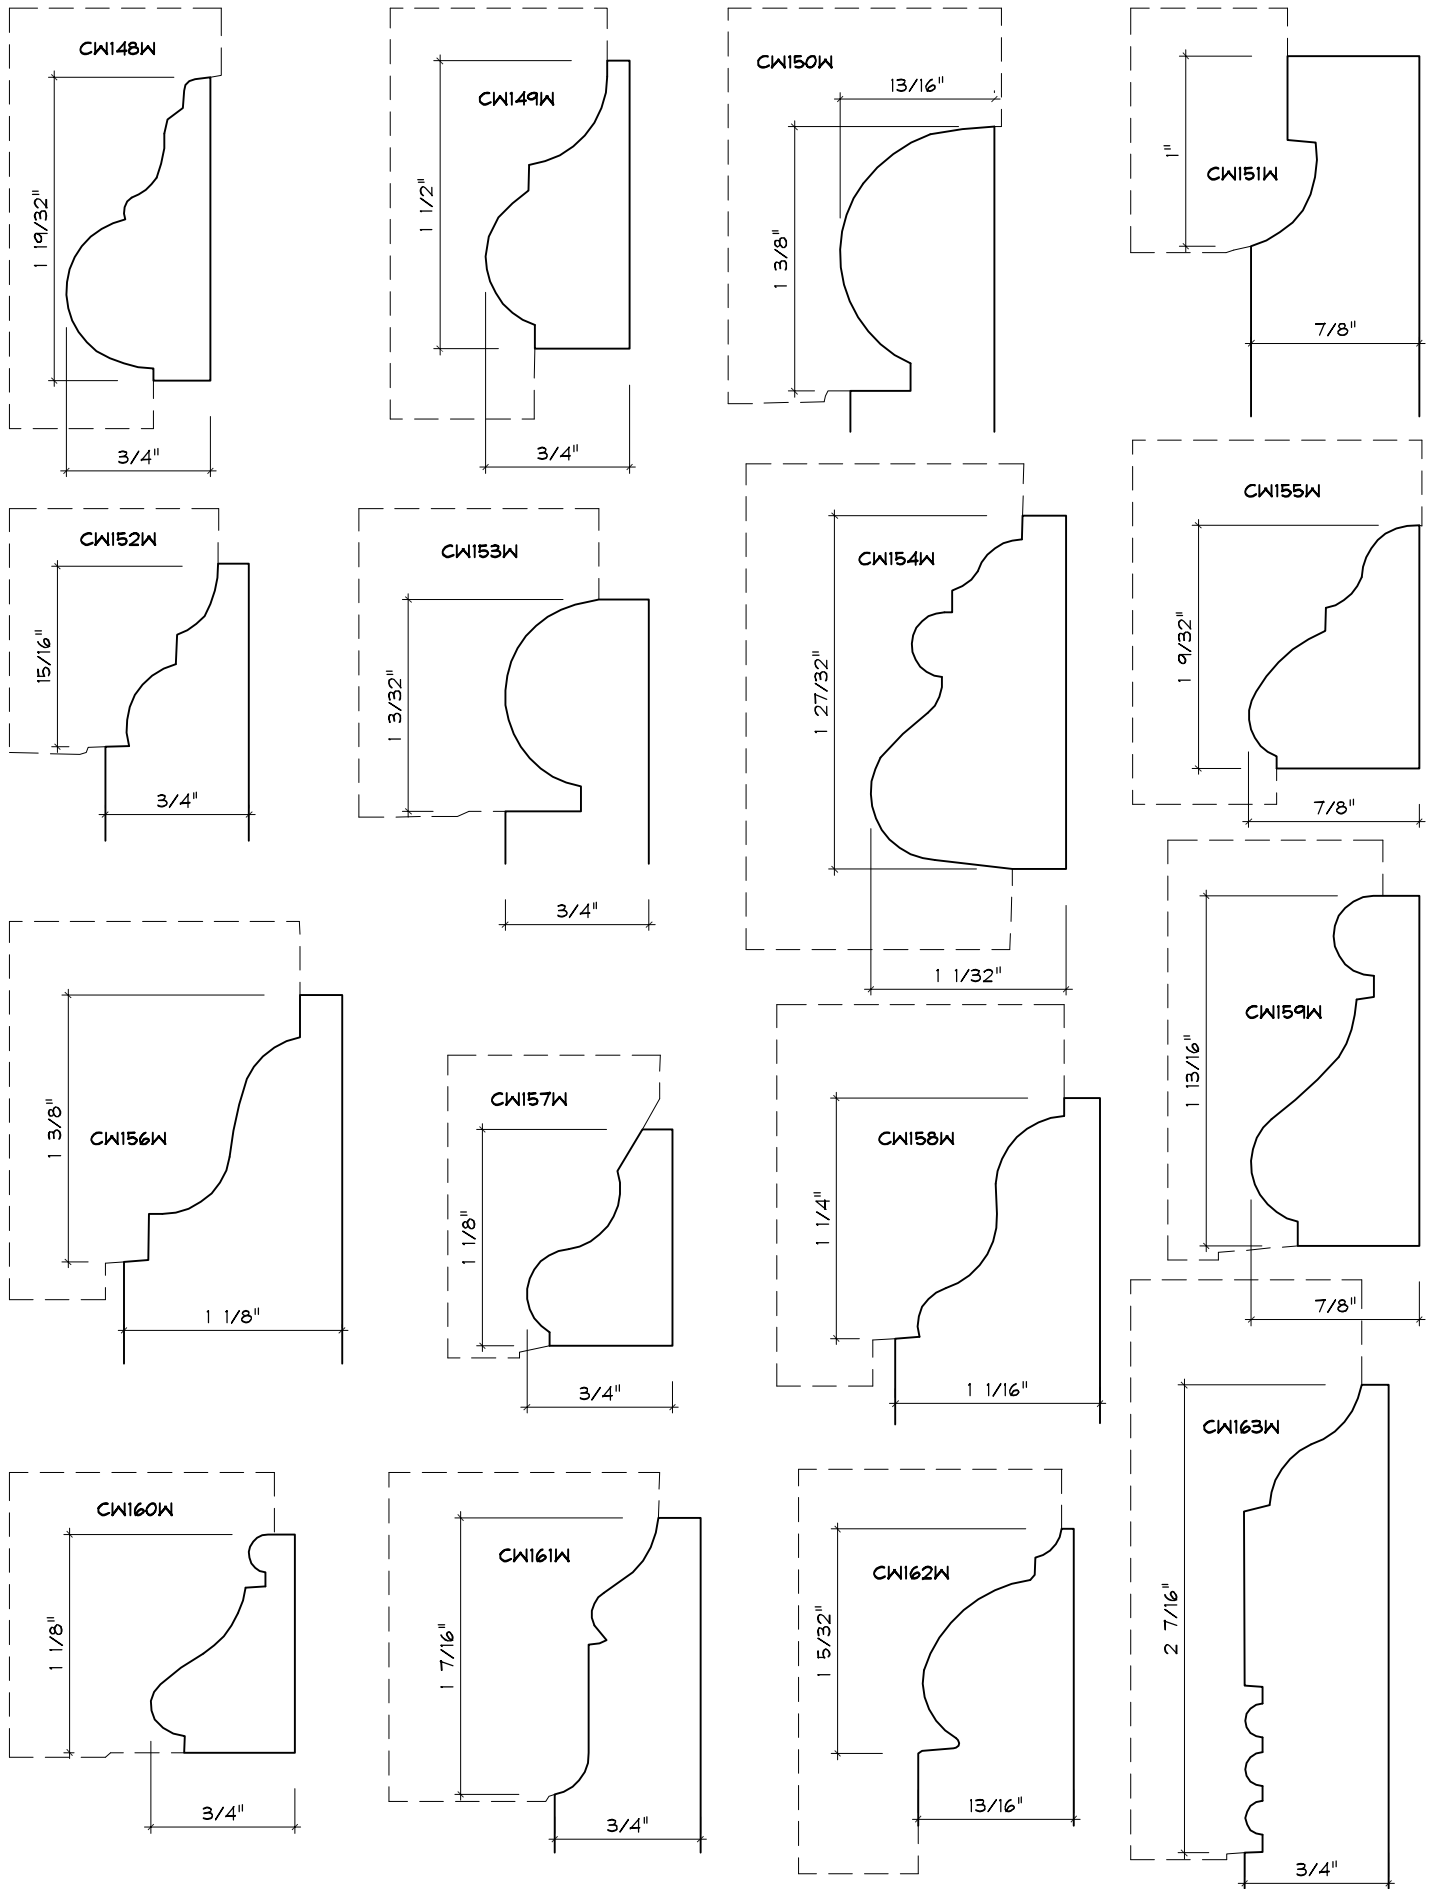 CW148W
1 19/32"
3/4"
CW149W
1 1/2"
3/4"
CW150W
13/16"
1 3/8"
CW151W
1"
7/8"
CW152W
15/16"
3/4"
CW153W
1 3/32"
3/4"
CW154W
1 27/32"
1 1/32"
CW155W
1 9/32"
7/8"
CW156W
1 3/8"
1 1/8"
CW157W
1 1/8"
3/4"
CW158W
1 1/4"
1 1/16"
CW159W
1 13/16"
7/8"
CW160W
1 1/8"
3/4"
CW161W
1 7/16"
3/4"
CW162W
1 5/32"
13/16"
CW163W
2 7/16"
3/4"